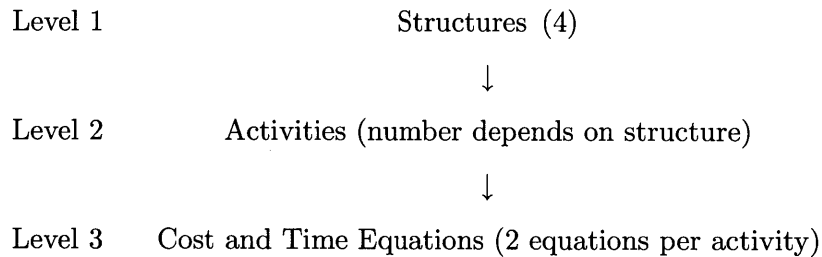 Level 1 Structures (4)
↓
Level 2 Activities (number depends on structure)
↓
Level 3 Cost and Time Equations (2 equations per activity)